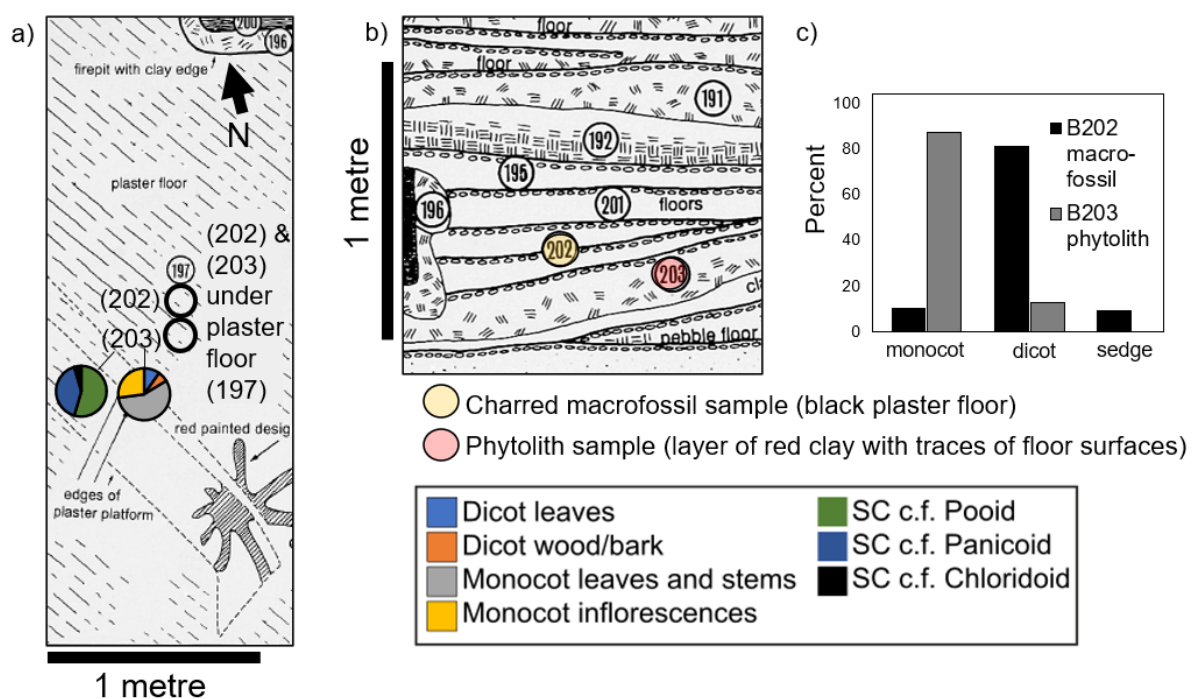 a)
200
196
firepit with clay edge
N
plaster floor
197
(202) &
(203)
under
plaster
floor
(197)
(202)
(203)
red painted desig
edges of
plaster platform
1 metre
b)
1 metre
floor
floor
191
192
195
196
201
floors
202
203
cla
pebble floor
c)
Percent
100
80
60
40
20
0
monocot
dicot
sedge
B202
macro-
fossil
B203
phytolith
Charred macrofossil sample (black plaster floor)
Phytolith sample (layer of red clay with traces of floor surfaces)
Dicot leaves
Dicot wood/bark
Monocot leaves and stems
Monocot inflorescences
SC c.f. Pooid
SC c.f. Panicoid
SC c.f. Chloridoid